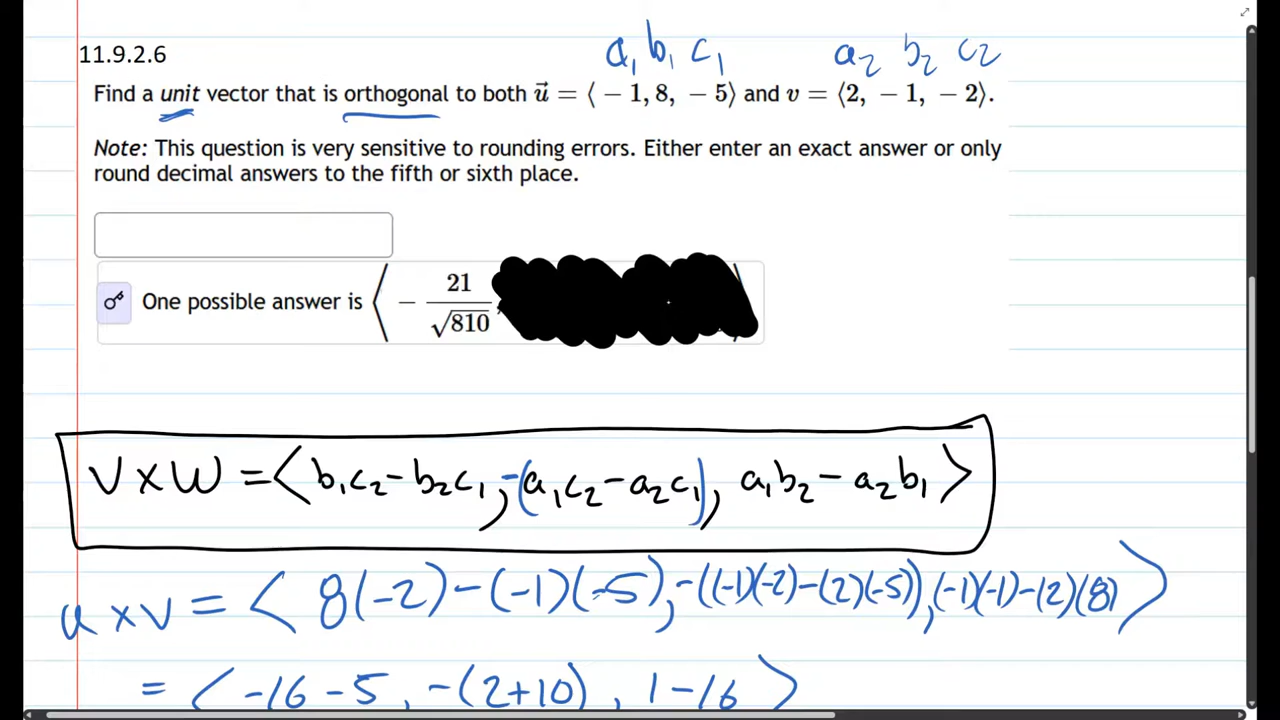 11.9.2.6
a₁ b₁ c₁ a₂ b₂ c₂
Find a unit vector that is orthogonal to both u⃗ = ⟨ − 1, 8, − 5⟩ and v = ⟨2, − 1, − 2⟩.
Note: This question is very sensitive to rounding errors. Either enter an exact answer or only
round decimal answers to the fifth or sixth place.
One possible answer is ⟨ − 21/√810
V × W = ⟨ b₁c₂ − b₂c₁, −(a₁c₂ − a₂c₁), a₁b₂ − a₂b₁ ⟩
u × v = ⟨ 8(−2) − (−1)(−5), −((−1)(−2) − (2)(−5)), (−1)(−1) − (2)(8) ⟩
= ⟨ −16 − 5, −(2+10), 1 − 16 ⟩